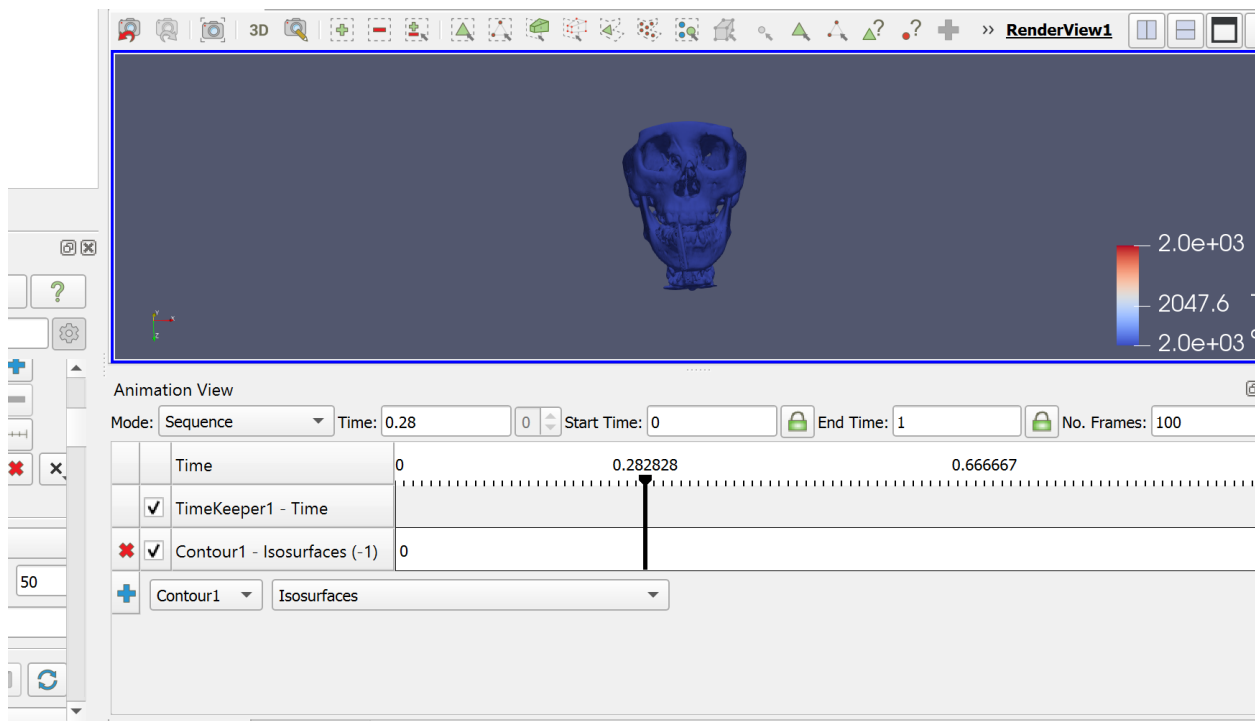 3D
» RenderView1
?
2.0e+03
2047.6
2.0e+03
Y
X
Z
Animation View
Mode: Sequence Time: 0.28 0 Start Time: 0 End Time: 1 No. Frames: 100
Time 0 0.282828 0.666667
TimeKeeper1 - Time
Contour1 - Isosurfaces (-1) 0
50
Contour1 Isosurfaces